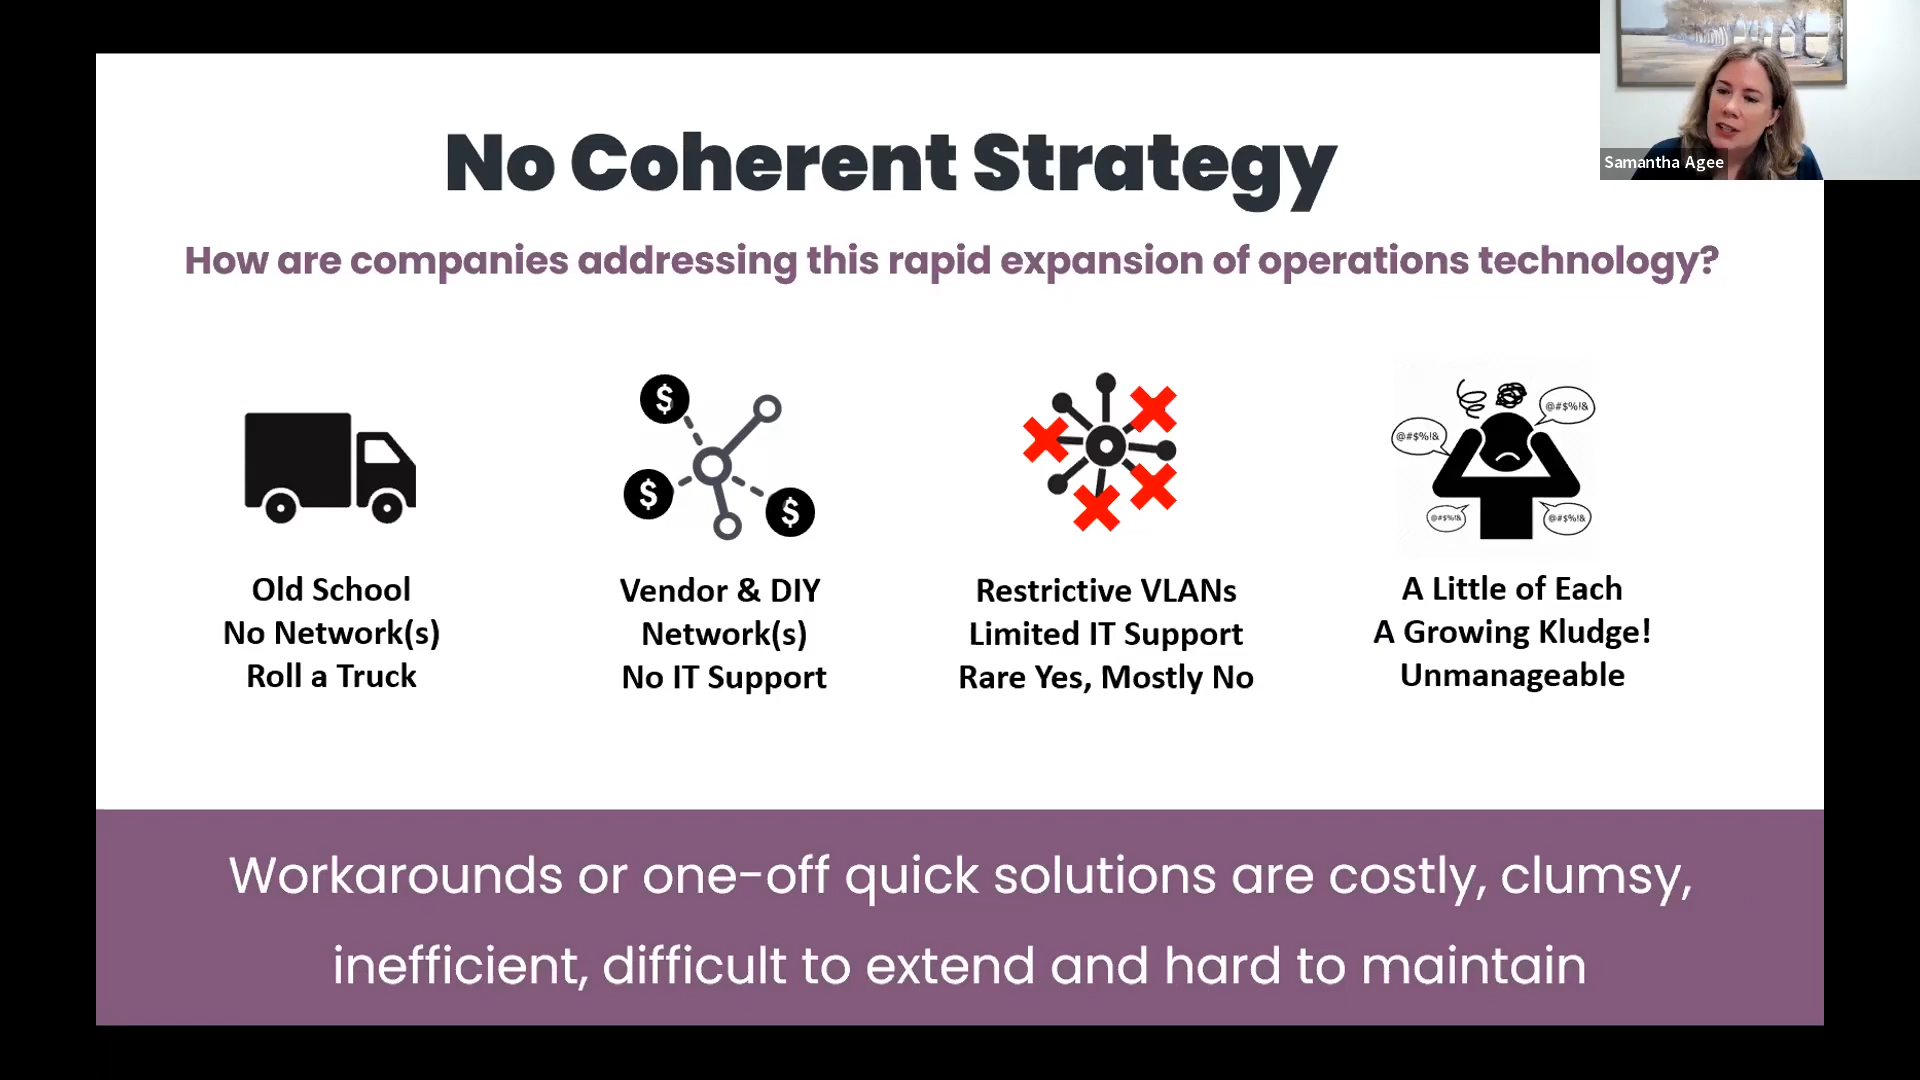 Samantha Agee
No Coherent Strategy
How are companies addressing this rapid expansion of operations technology?
$
$
$
@#$%!&
@#$%!&
@#$%!&
@#$%!&
Old School
No Network(s)
Roll a Truck
Vendor & DIY
Network(s)
No IT Support
Restrictive VLANs
Limited IT Support
Rare Yes, Mostly No
A Little of Each
A Growing Kludge!
Unmanageable
Workarounds or one-off quick solutions are costly, clumsy,
inefficient, difficult to extend and hard to maintain